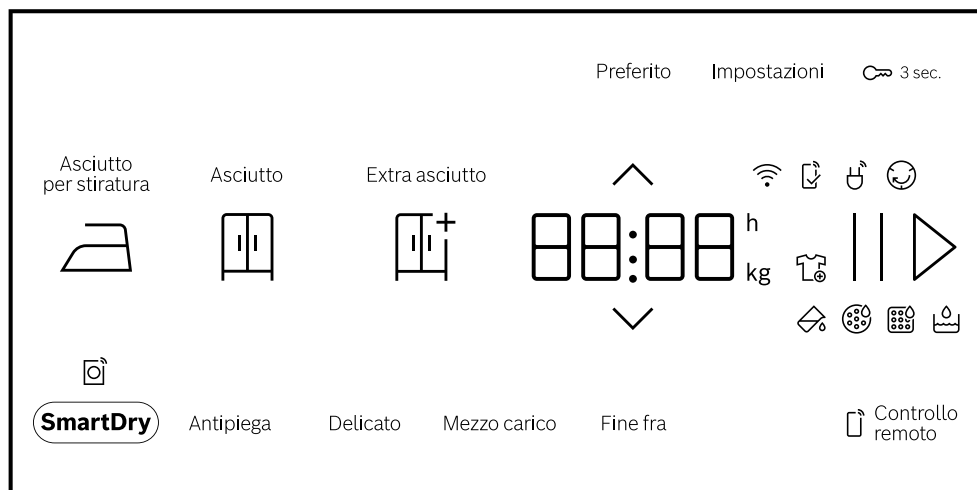 Preferito Impostazioni 3 sec.
Asciutto
per stiratura
Asciutto
Extra asciutto
88:88
h
kg
SmartDry
Antipiega
Delicato
Mezzo carico
Fine fra
Controllo
remoto